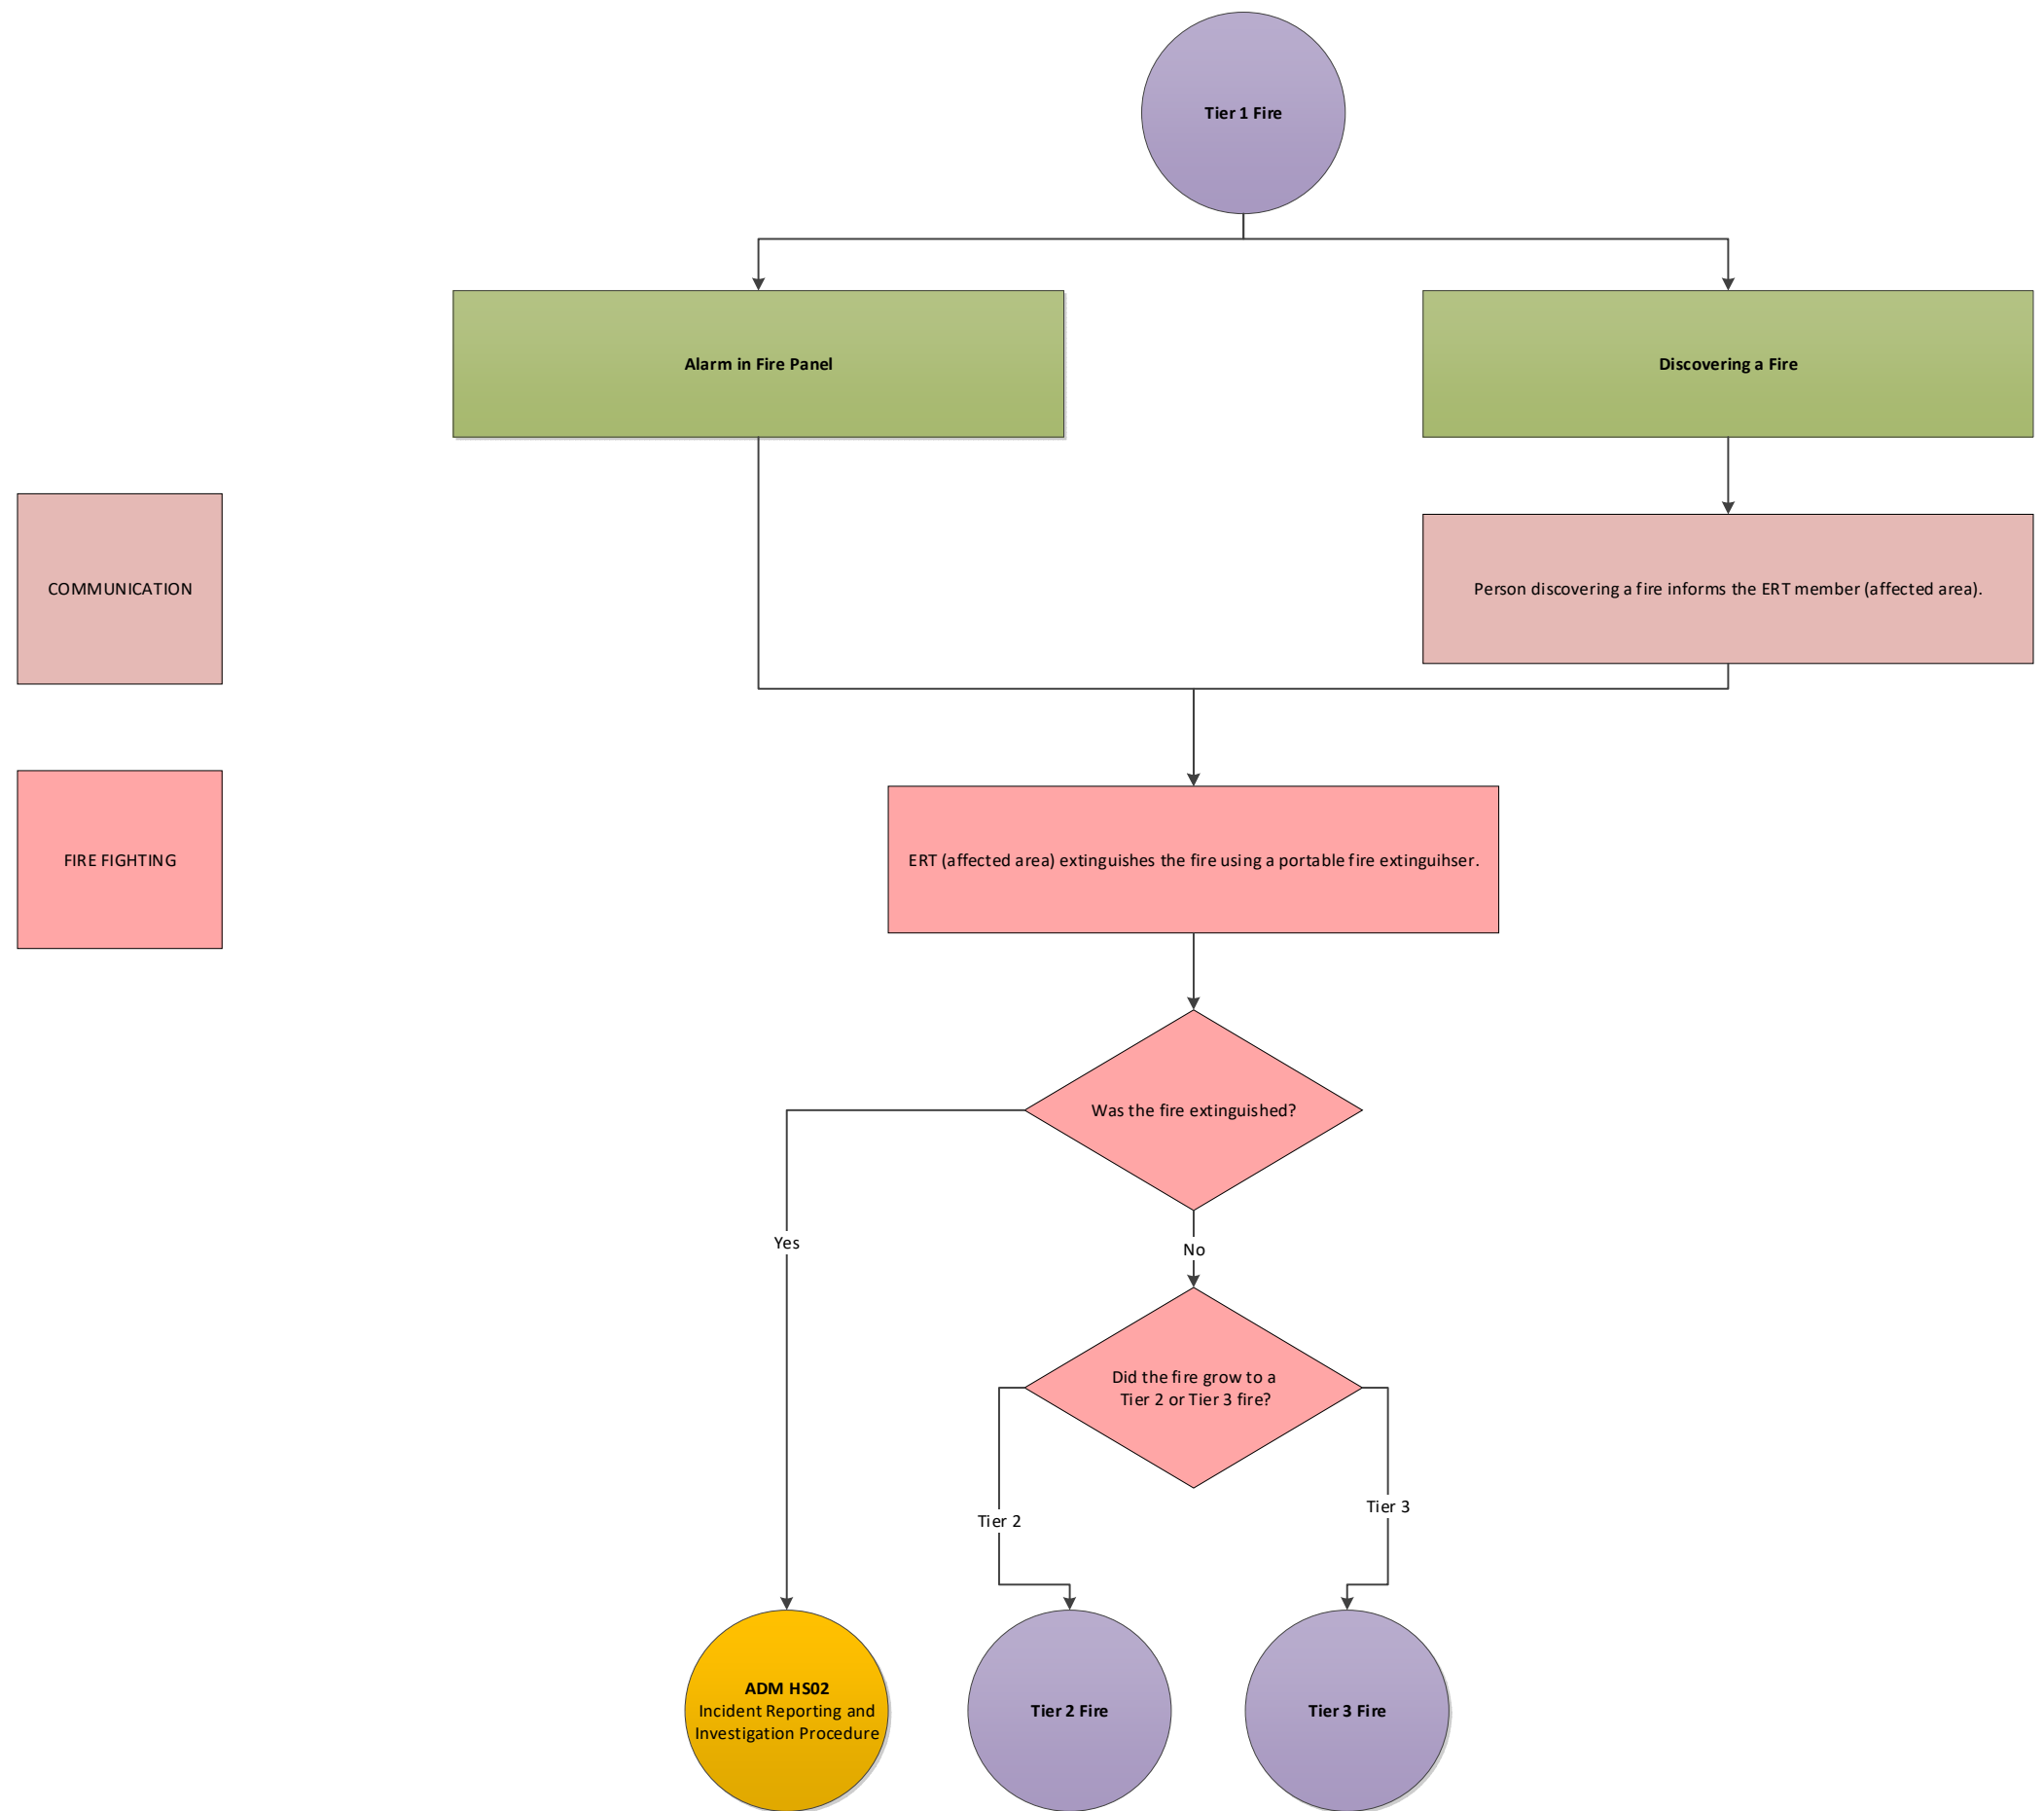 Tier 1 Fire
Alarm in Fire Panel
Discovering a Fire
COMMUNICATION
Person discovering a fire informs the ERT member (affected area).
FIRE FIGHTING
ERT (affected area) extinguishes the fire using a portable fire extinguihser.
Was the fire extinguished?
Yes
No
Did the fire grow to a
Tier 2 or Tier 3 fire?
Tier 2
Tier 3
ADM HS02
Incident Reporting and
Investigation Procedure
Tier 2 Fire
Tier 3 Fire